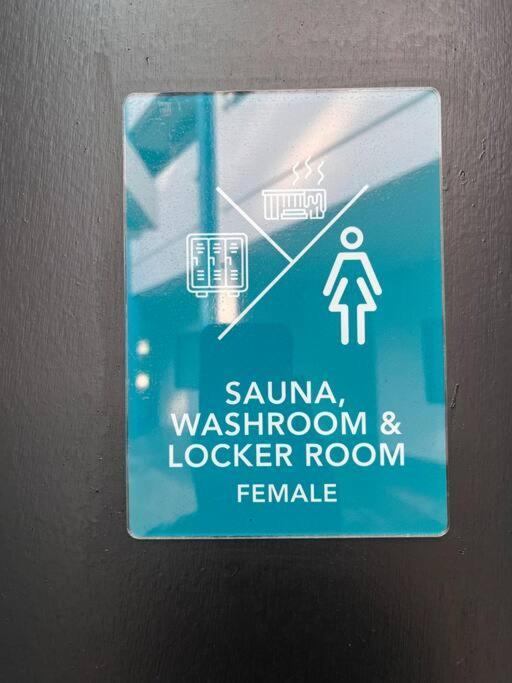 SAUNA,
WASHROOM &
LOCKER ROOM
FEMALE